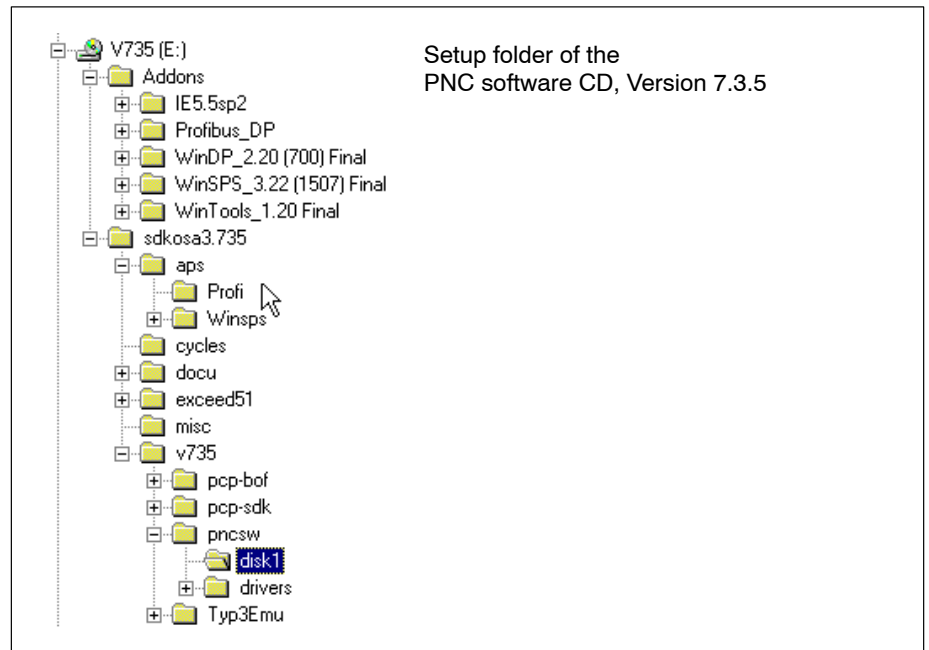 V735 (E:)
Setup folder of the
PNC software CD, Version 7.3.5
Addons
IE5.5sp2
Profibus_DP
WinDP_2.20 (700) Final
WinSPS_3.22 (1507) Final
WinTools_1.20 Final
sdkosa3.735
aps
Profi
Winsps
cycles
docu
exceed51
misc
v735
pcp-bof
pcp-sdk
pncsw
disk1
drivers
Typ3Emu